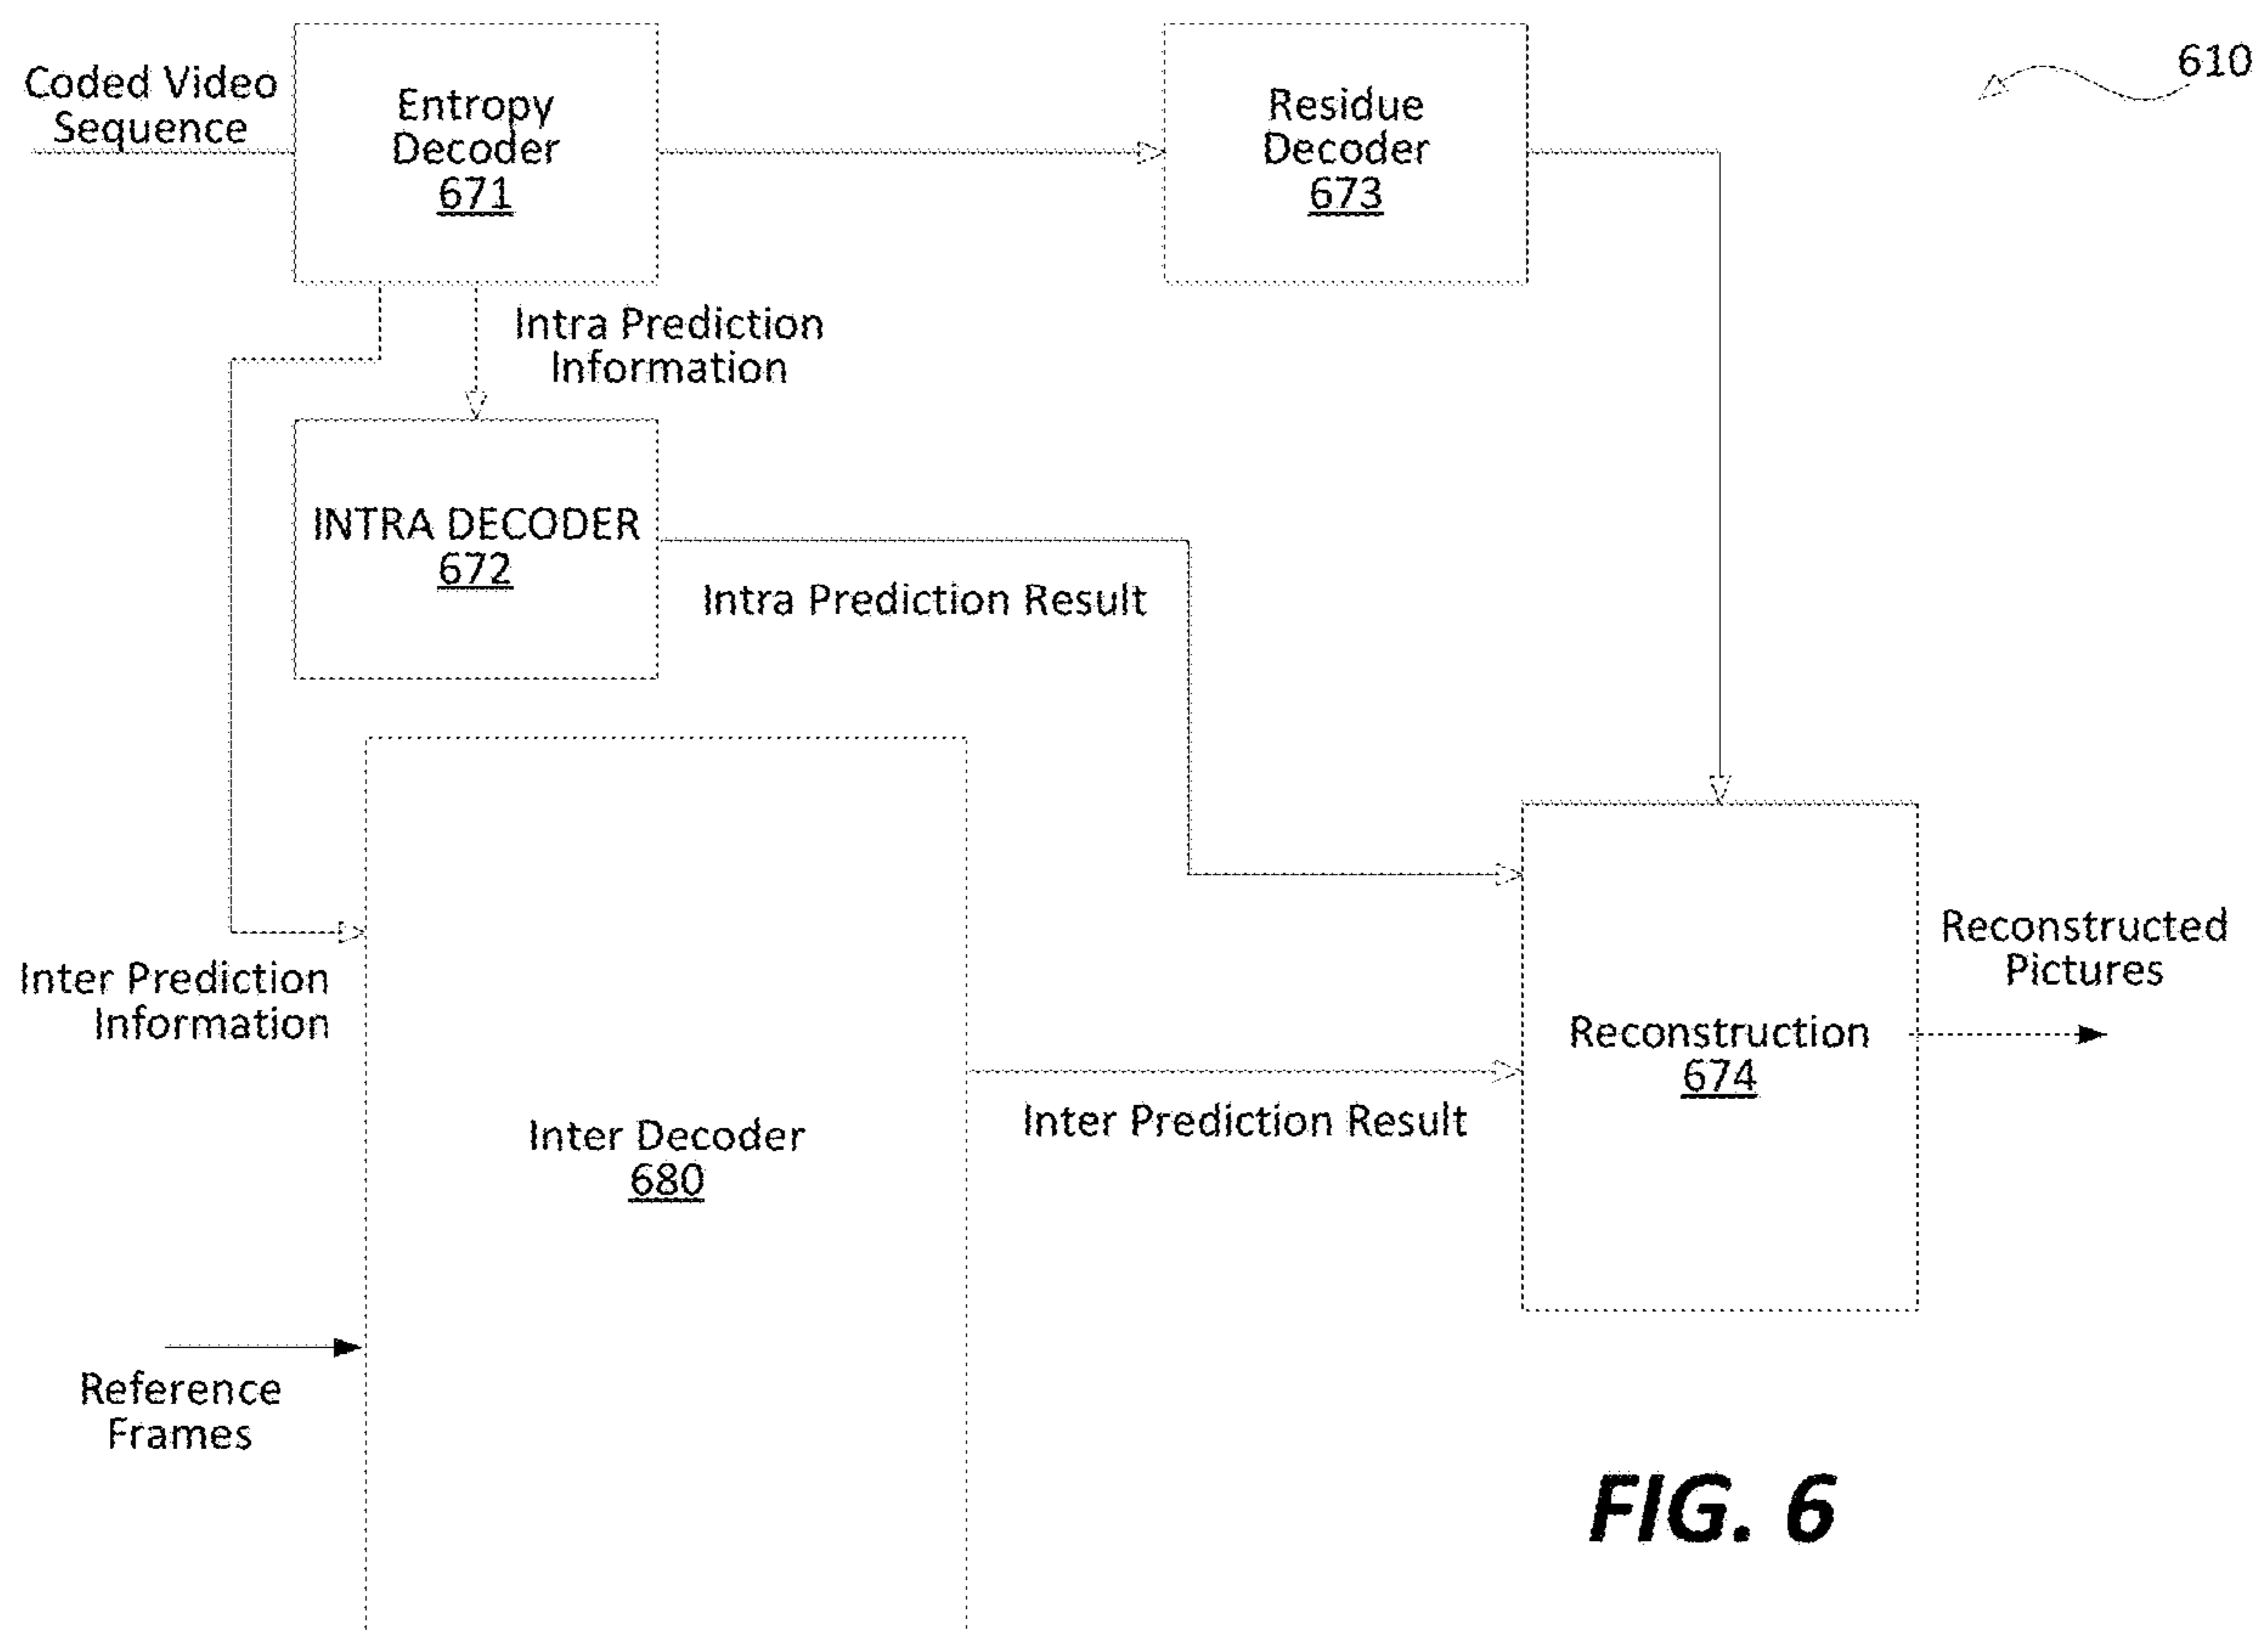 Coded Video
Sequence
Entropy
Decoder
671
Residue
Decoder
673
610
Intra Prediction
Information
INTRA DECODER
672
Intra Prediction Result
Inter Prediction
Information
Inter Decoder
680
Inter Prediction Result
Reconstruction
674
Reconstructed
Pictures
Reference
Frames
FIG. 6